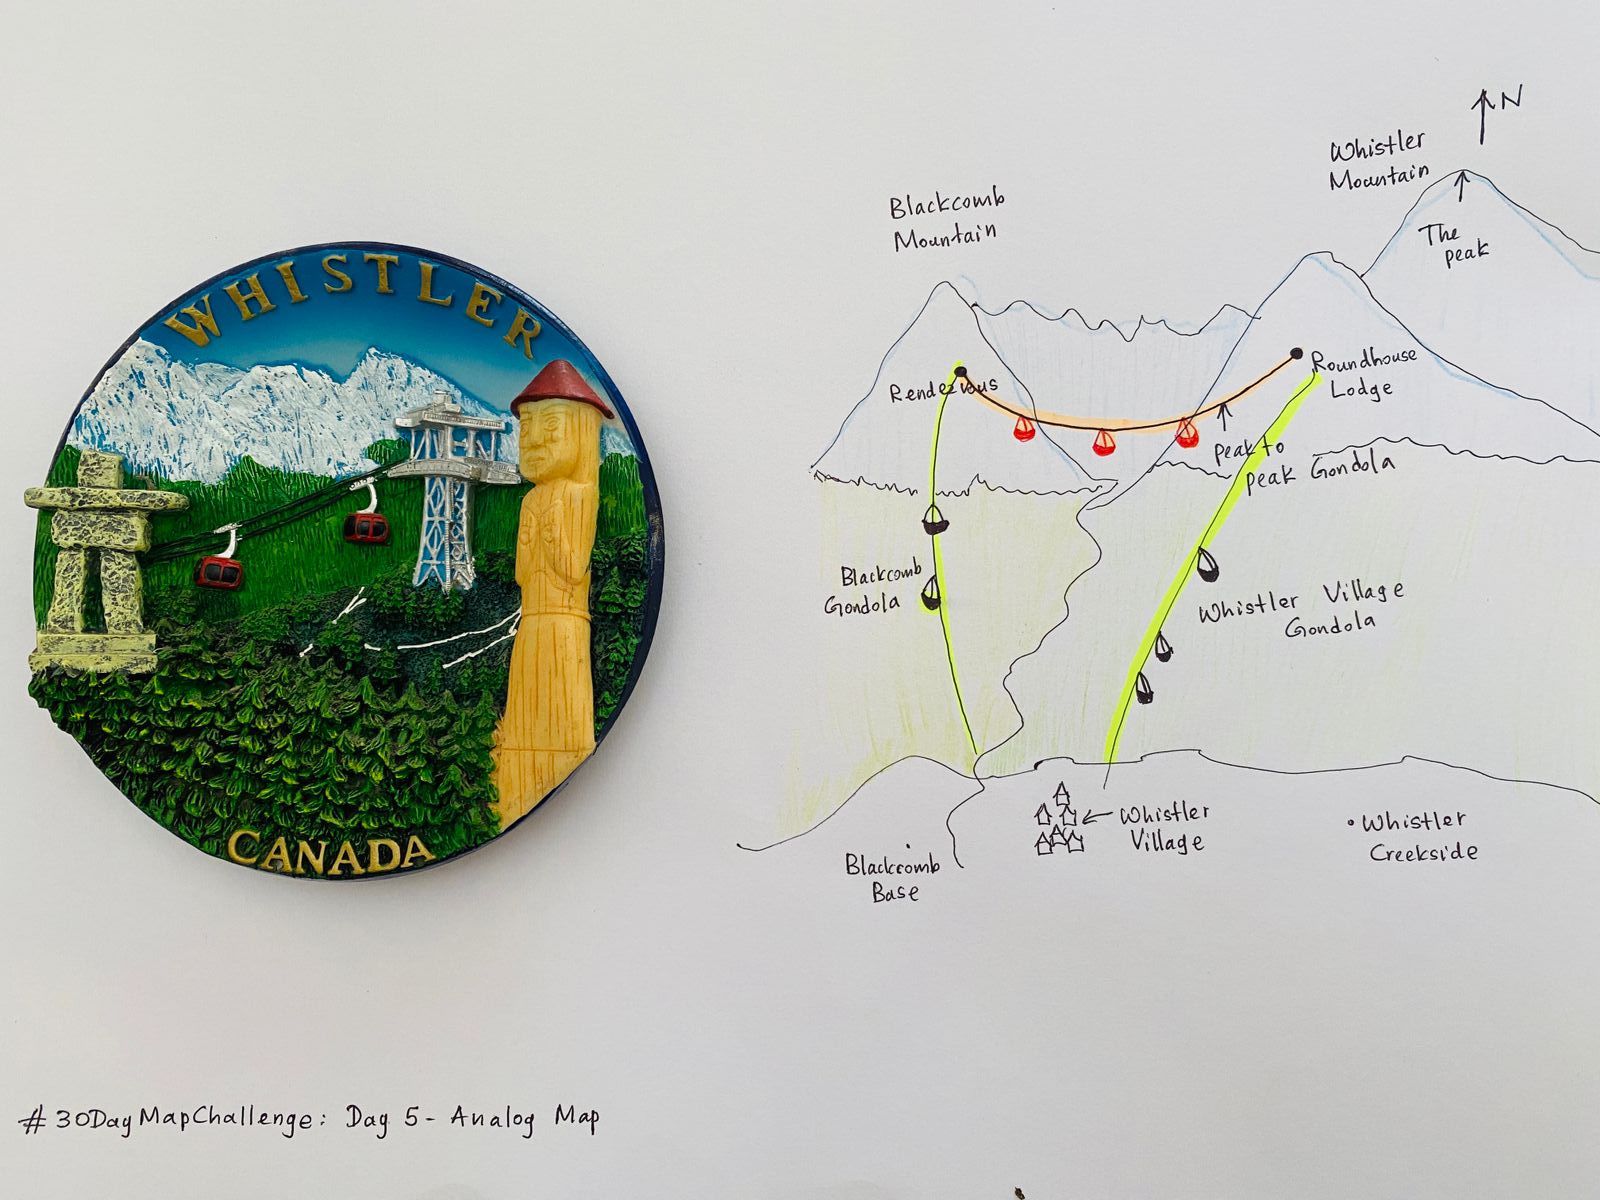 WHISTLER
CANADA
N
Whistler
Mountain
The
peak
Blackcomb
Mountain
Rendezvous
Roundhouse
Lodge
Peak to
peak Gondola
Blackcomb
Gondola
Whistler Village
Gondola
Whistler
Village
Whistler
Creekside
Blackcomb
Base
#30DayMapChallenge: Day 5- Analog Map